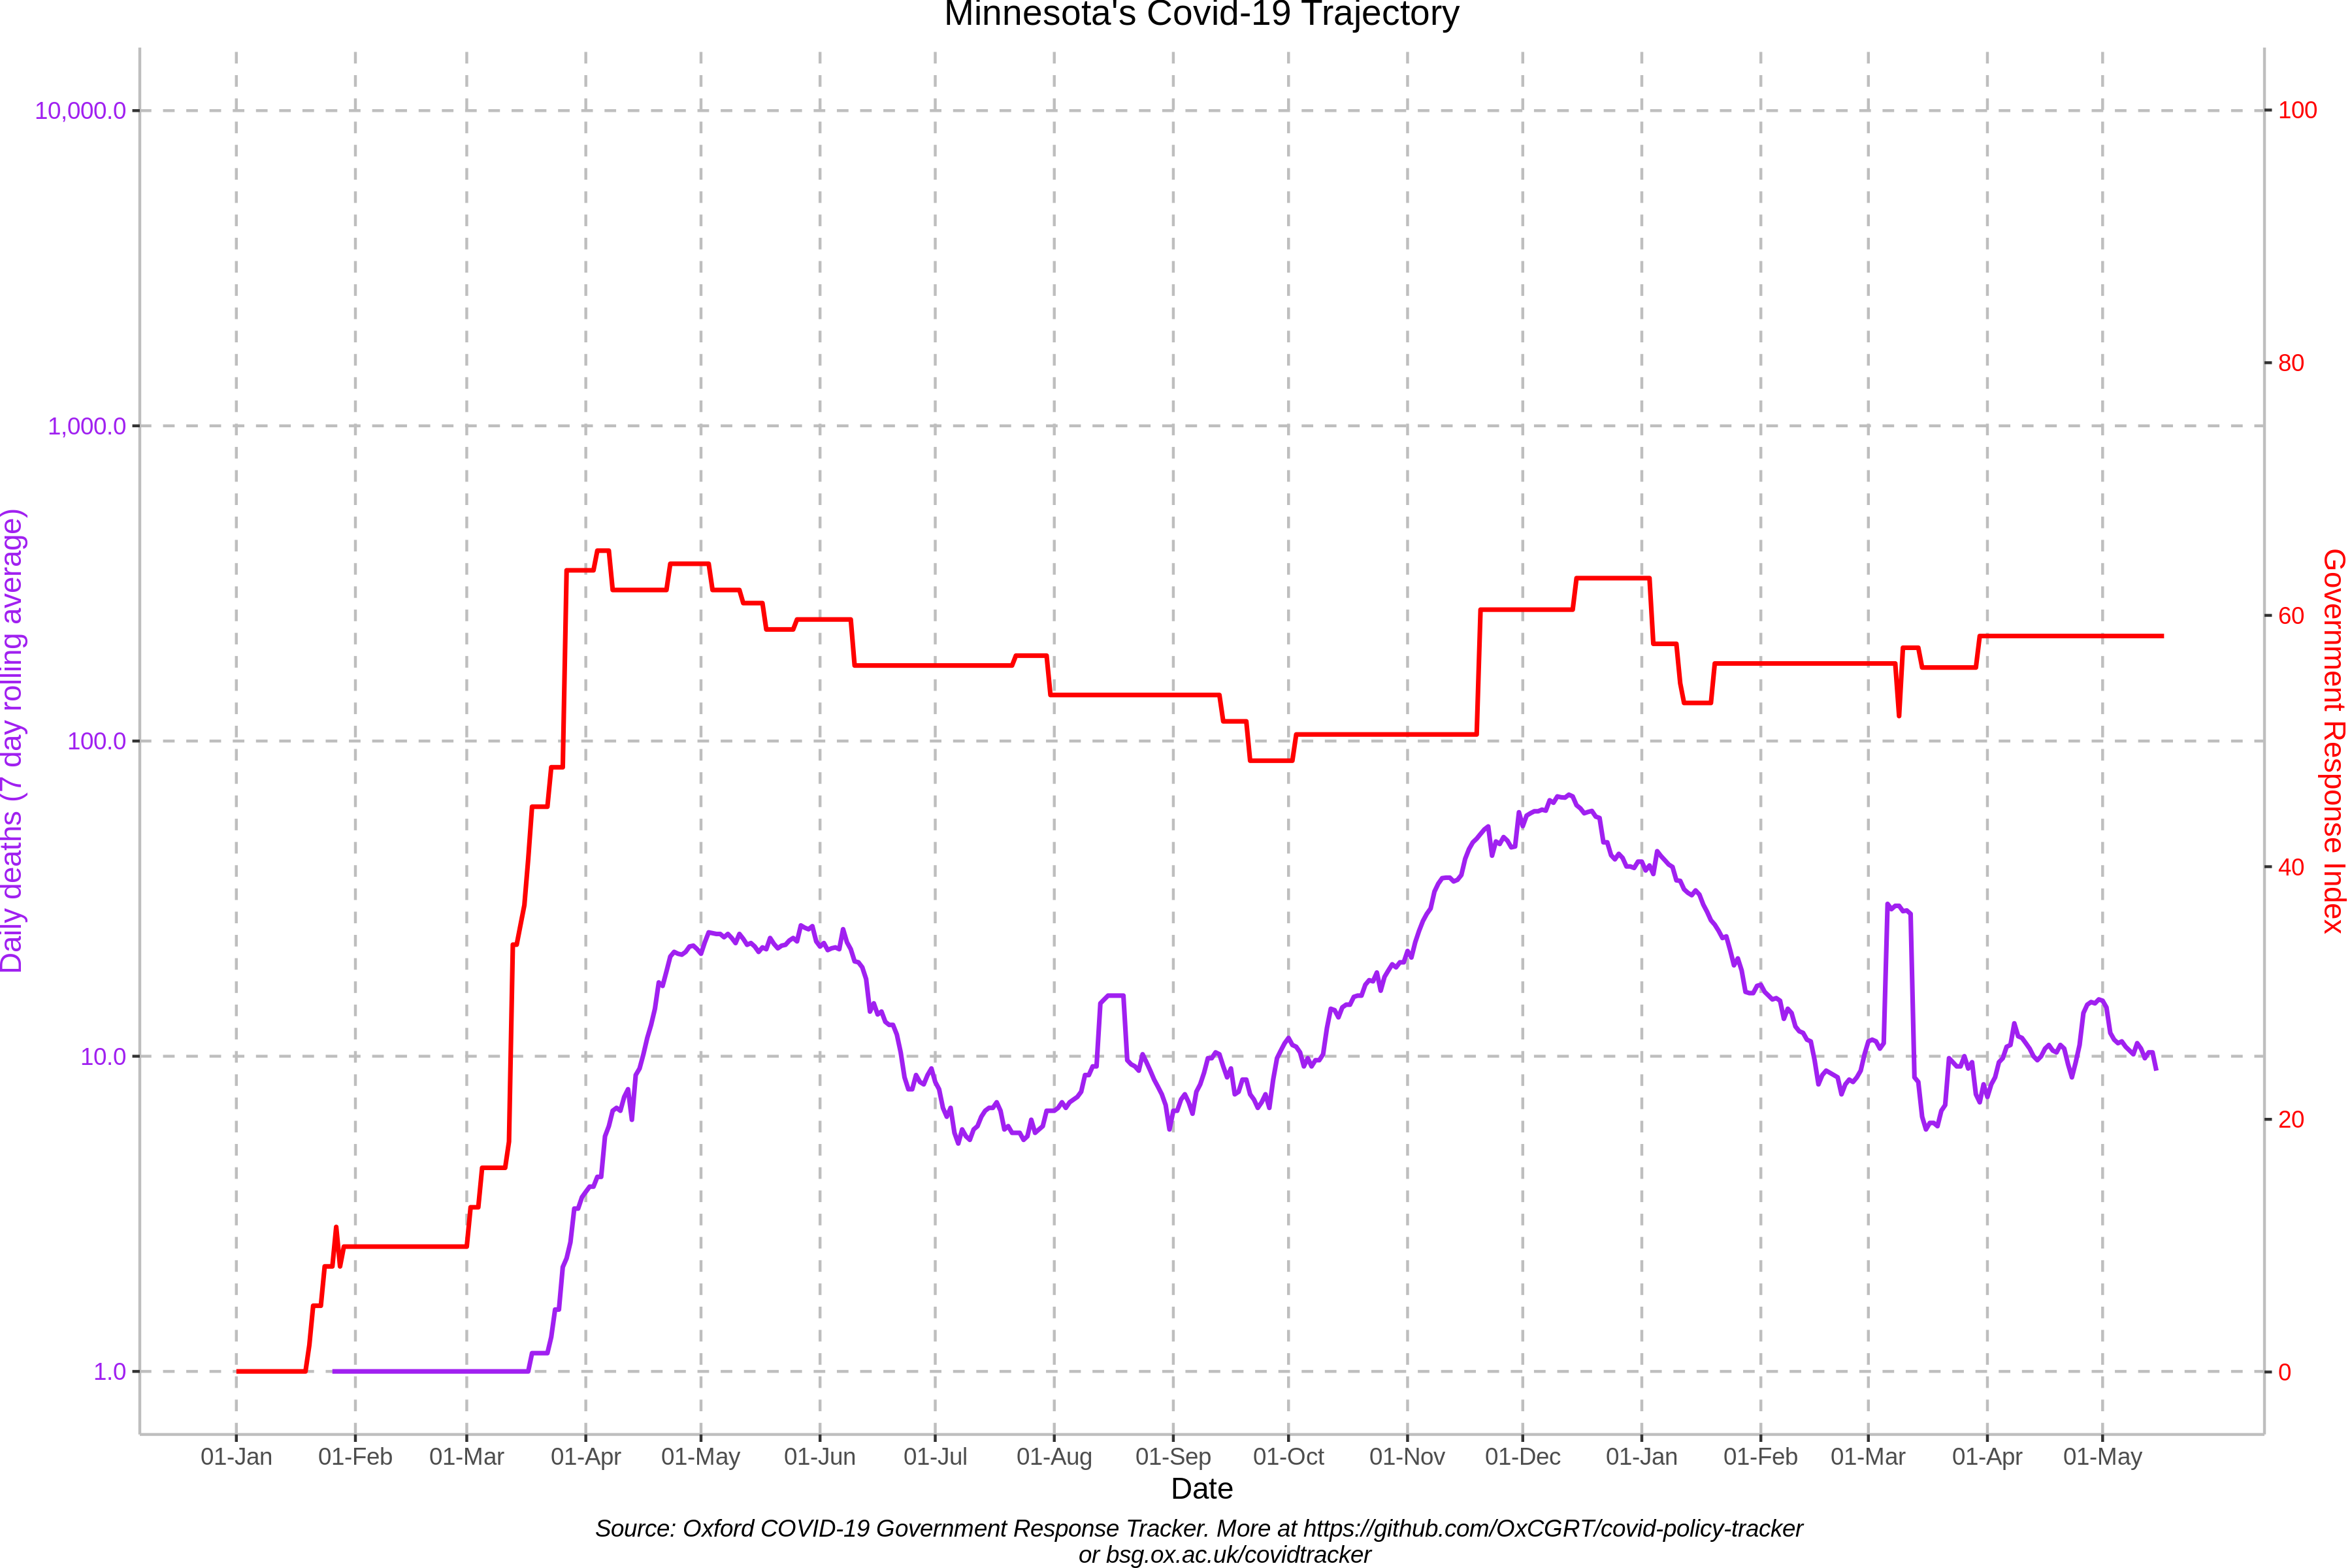 Minnesota's Covid-19 Trajectory
10,000.0
1,000.0
100.0
10.0
1.0
Daily deaths (7 day rolling average)
100
80
60
40
20
0
Government Response Index
01-Jan 01-Feb 01-Mar 01-Apr 01-May 01-Jun 01-Jul 01-Aug 01-Sep 01-Oct 01-Nov 01-Dec 01-Jan 01-Feb 01-Mar 01-Apr 01-May
Date
Source: Oxford COVID-19 Government Response Tracker. More at https://github.com/OxCGRT/covid-policy-tracker
or bsg.ox.ac.uk/covidtracker